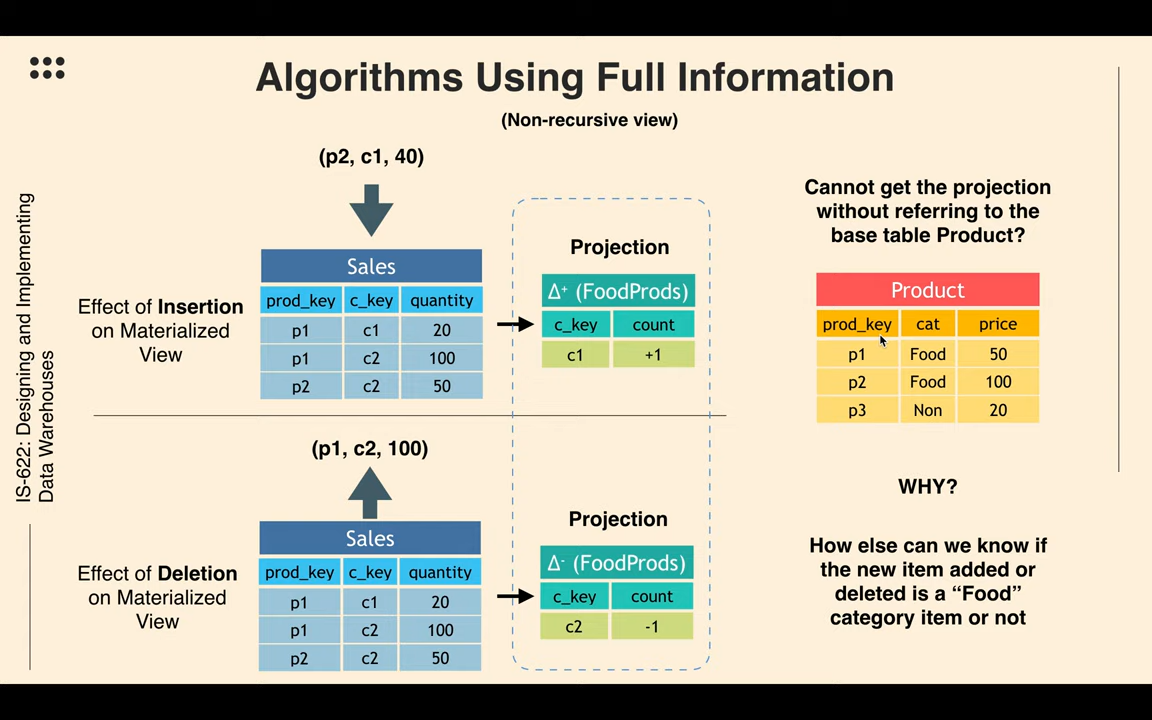 Algorithms Using Full Information
(Non-recursive view)
IS-622: Designing and Implementing
Data Warehouses
(p2, c1, 40)
Effect of Insertion
on Materialized
View
Sales
prod_key c_key quantity
p1 c1 20
p1 c2 100
p2 c2 50
Projection
Δ⁺ (FoodProds)
c_key count
c1 +1
(p1, c2, 100)
Effect of Deletion
on Materialized
View
Sales
prod_key c_key quantity
p1 c1 20
p1 c2 100
p2 c2 50
Projection
Δ⁻ (FoodProds)
c_key count
c2 -1
Cannot get the projection
without referring to the
base table Product?
Product
prod_key cat price
p1 Food 50
p2 Food 100
p3 Non 20
WHY?
How else can we know if
the new item added or
deleted is a “Food”
category item or not